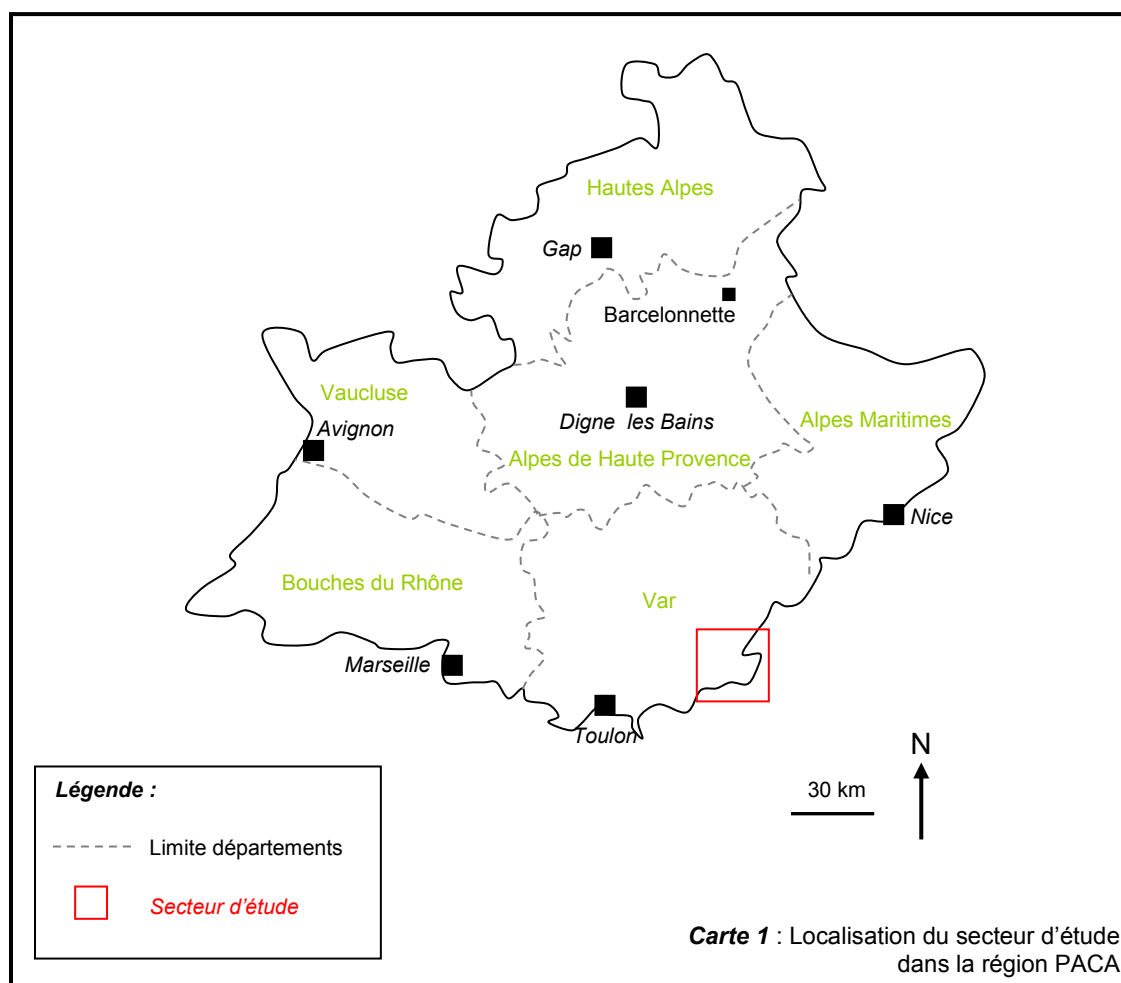 Hautes Alpes
Gap
Barcelonnette
Vaucluse
Digne les Bains
Alpes Maritimes
Avignon
Alpes de Haute Provence
Nice
Bouches du Rhône
Var
Marseille
Toulon
N
30 km
Légende :
Limite départements
Secteur d'étude
Carte 1 : Localisation du secteur d'étude
dans la région PACA